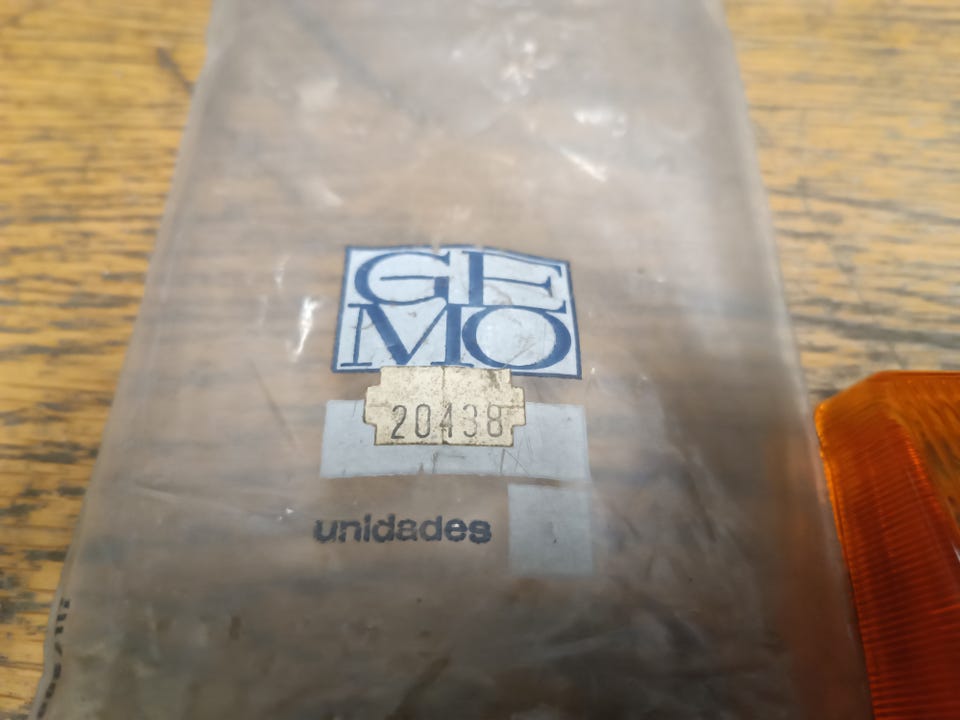 GE
MO
20438
unidades